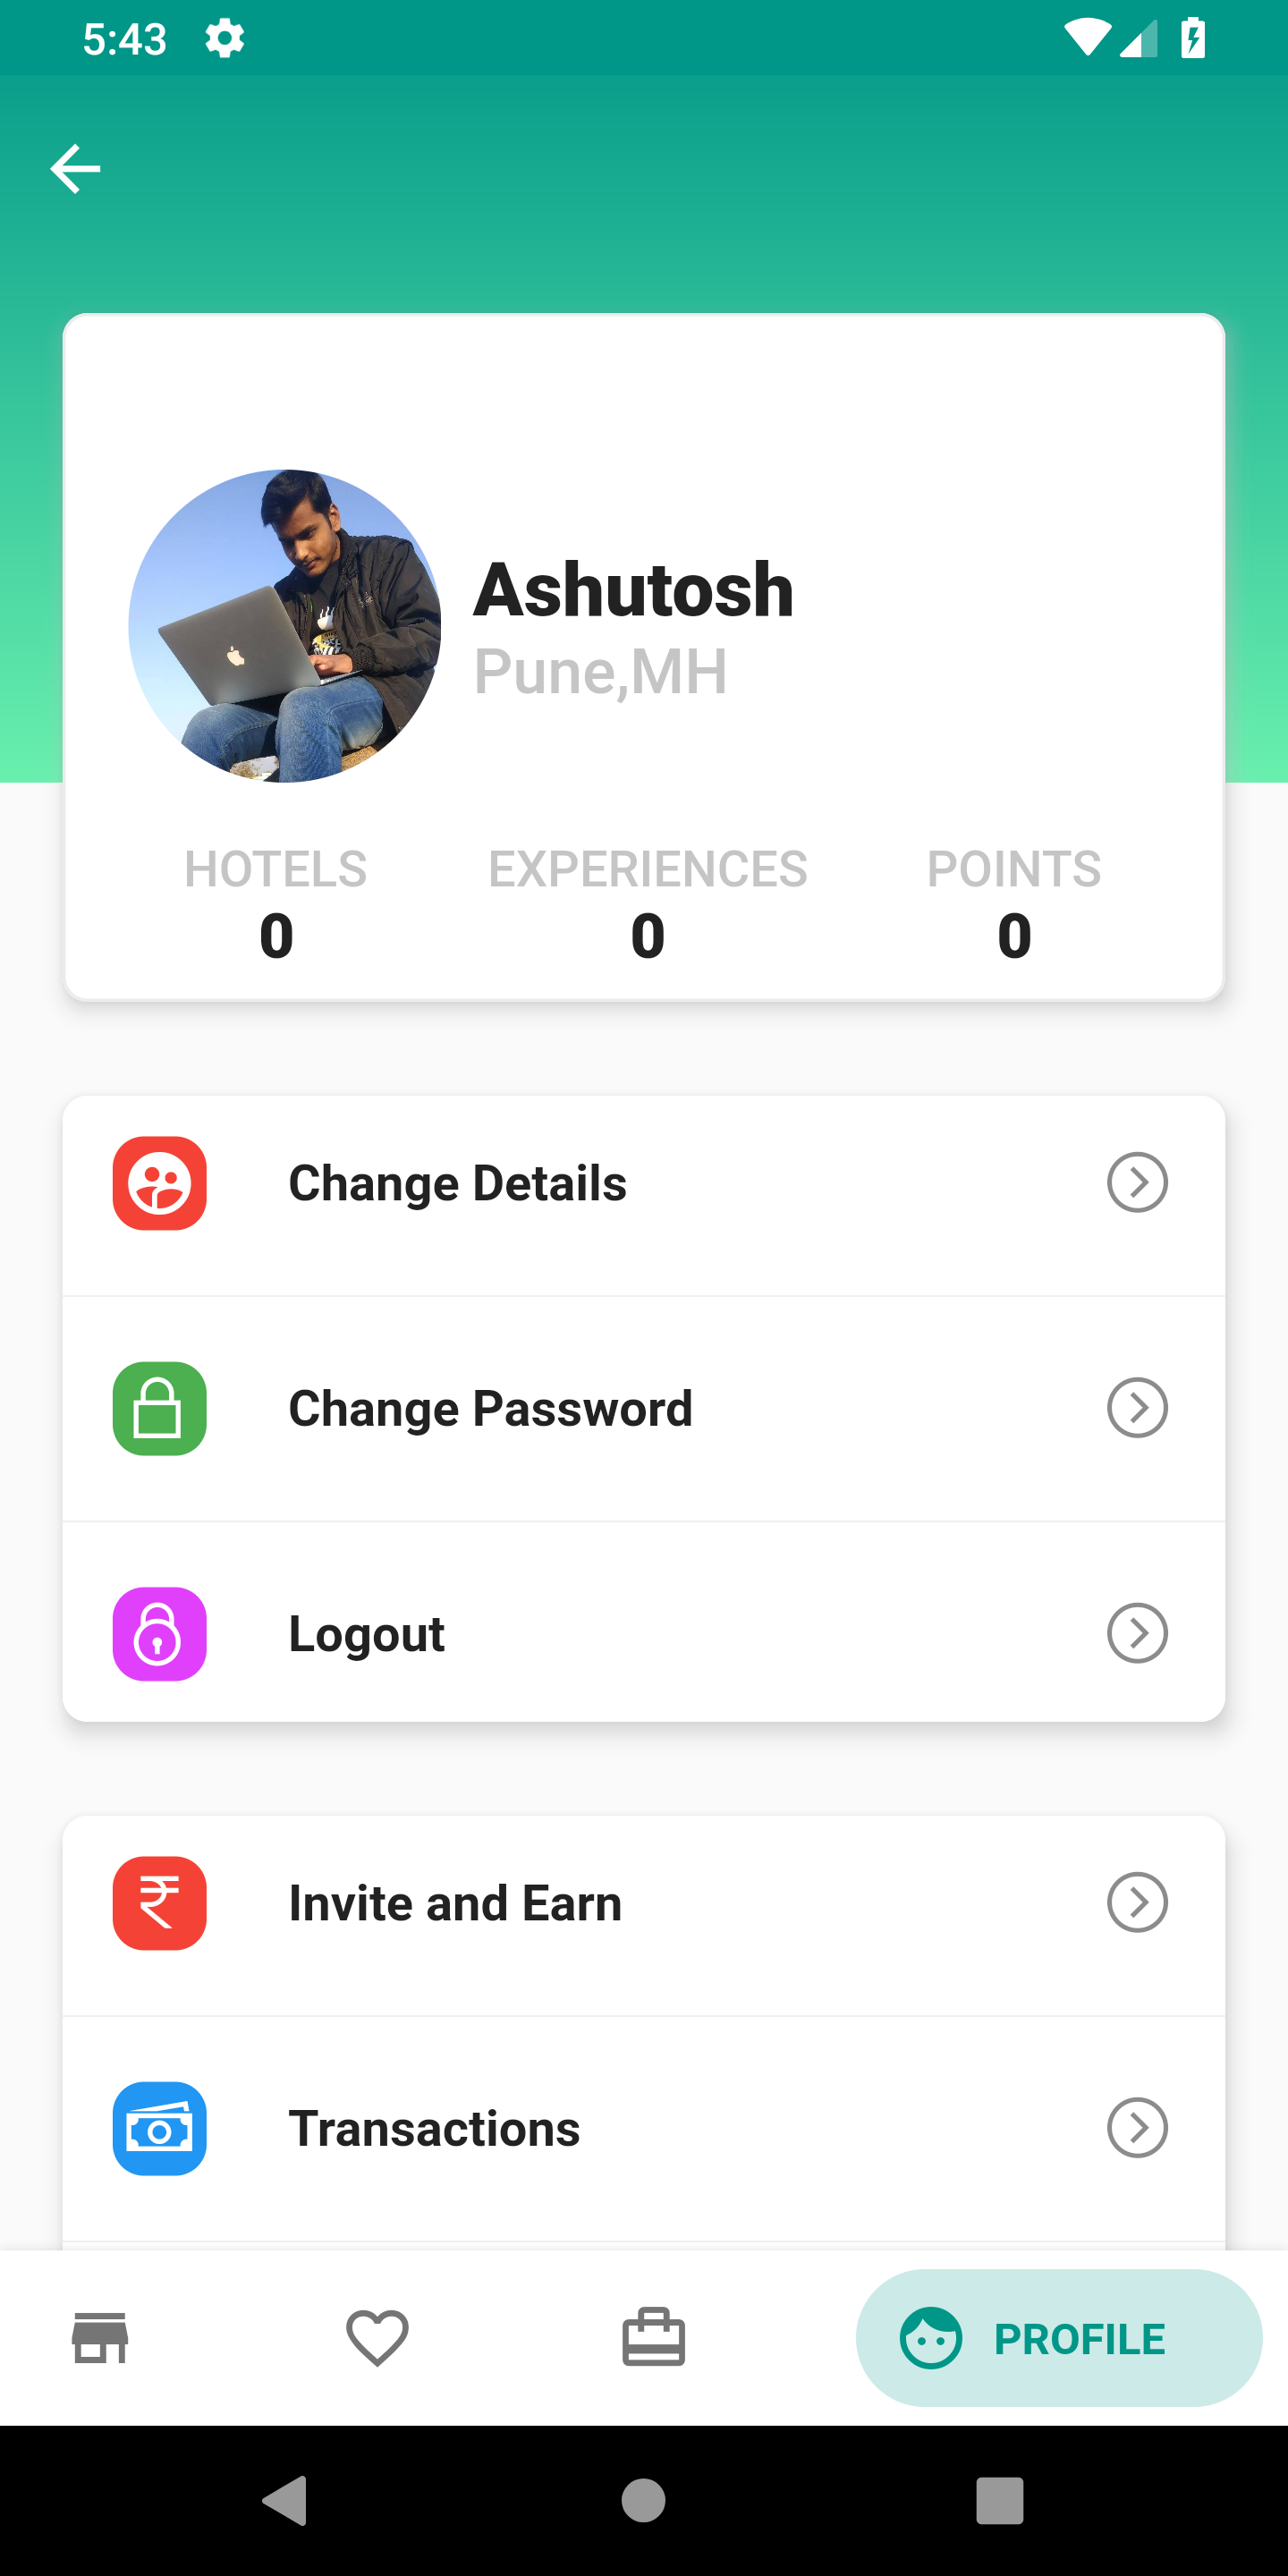 5:43
Ashutosh
Pune,MH
HOTELS EXPERIENCES POINTS
0 0 0
Change Details
Change Password
Logout
₹
Invite and Earn
Transactions
PROFILE